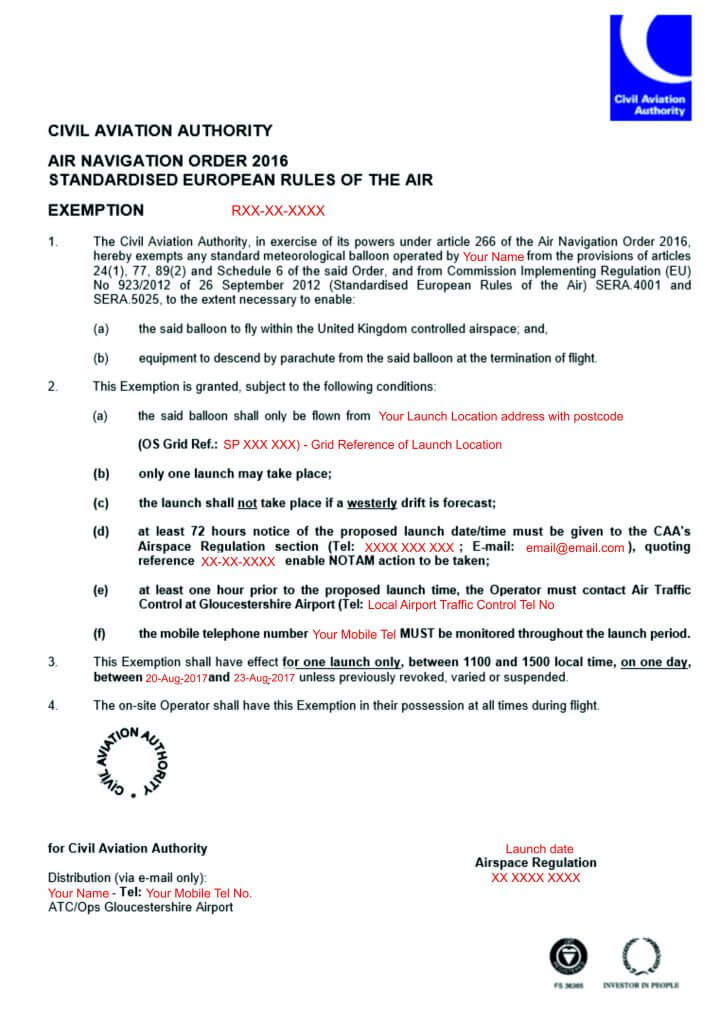 Civil Aviation
Authority
CIVIL AVIATION AUTHORITY
AIR NAVIGATION ORDER 2016
STANDARDISED EUROPEAN RULES OF THE AIR
EXEMPTION RXX-XX-XXXX
1. The Civil Aviation Authority, in exercise of its powers under article 266 of the Air Navigation Order 2016,
hereby exempts any standard meteorological balloon operated by Your Name from the provisions of articles
24(1), 77, 89(2) and Schedule 6 of the said Order, and from Commission Implementing Regulation (EU)
No 923/2012 of 26 September 2012 (Standardised European Rules of the Air) SERA.4001 and
SERA.5025, to the extent necessary to enable:
(a) the said balloon to fly within the United Kingdom controlled airspace; and,
(b) equipment to descend by parachute from the said balloon at the termination of flight.
2. This Exemption is granted, subject to the following conditions:
(a) the said balloon shall only be flown from Your Launch Location address with postcode
(OS Grid Ref.: SP XXX XXX) - Grid Reference of Launch Location
(b) only one launch may take place;
(c) the launch shall not take place if a westerly drift is forecast;
(d) at least 72 hours notice of the proposed launch date/time must be given to the CAA's
Airspace Regulation section (Tel: XXXX XXX XXX ; E-mail: email@email.com ), quoting
reference XX-XX-XXXX enable NOTAM action to be taken;
(e) at least one hour prior to the proposed launch time, the Operator must contact Air Traffic
Control at Gloucestershire Airport (Tel: Local Airport Traffic Control Tel No
(f) the mobile telephone number Your Mobile Tel MUST be monitored throughout the launch period.
3. This Exemption shall have effect for one launch only, between 1100 and 1500 local time, on one day,
between 20-Aug-2017 and 23-Aug-2017 unless previously revoked, varied or suspended.
4. The on-site Operator shall have this Exemption in their possession at all times during flight.
CIVIL AVIATION AUTHORITY
for Civil Aviation Authority
Launch date
Airspace Regulation
XX XXXX XXXX
Distribution (via e-mail only):
Your Name - Tel: Your Mobile Tel No.
ATC/Ops Gloucestershire Airport
FS 36365
INVESTOR IN PEOPLE